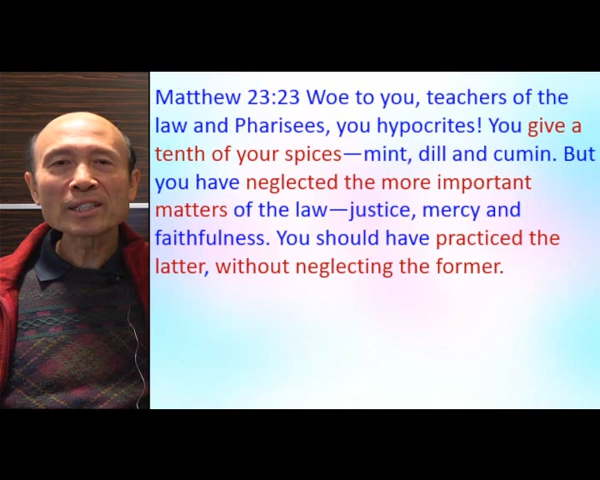 Matthew 23:23 Woe to you, teachers of the
law and Pharisees, you hypocrites! You give a
tenth of your spices—mint, dill and cumin. But
you have neglected the more important
matters of the law—justice, mercy and
faithfulness. You should have practiced the
latter, without neglecting the former.